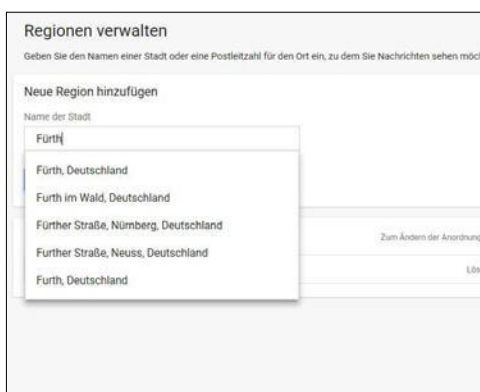 Regionen verwalten
Geben Sie den Namen einer Stadt oder eine Postleitzahl für den Ort ein, zu dem Sie Nachrichten sehen möc
Neue Region hinzufügen
Name der Stadt
Fürth
Fürth, Deutschland
Furth im Wald, Deutschland
Fürther Straße, Nürnberg, Deutschland
Further Straße, Neuss, Deutschland
Furth, Deutschland
Zum Ändern der Anordnung
Lös